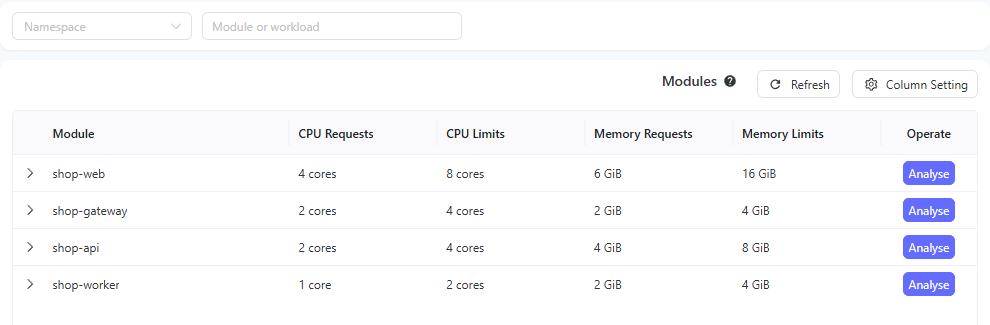 Namespace Module or workload
Modules ? Refresh Column Setting
Module CPU Requests CPU Limits Memory Requests Memory Limits Operate
shop-web 4 cores 8 cores 6 GiB 16 GiB Analyse
shop-gateway 2 cores 4 cores 2 GiB 4 GiB Analyse
shop-api 2 cores 4 cores 4 GiB 8 GiB Analyse
shop-worker 1 core 2 cores 2 GiB 4 GiB Analyse